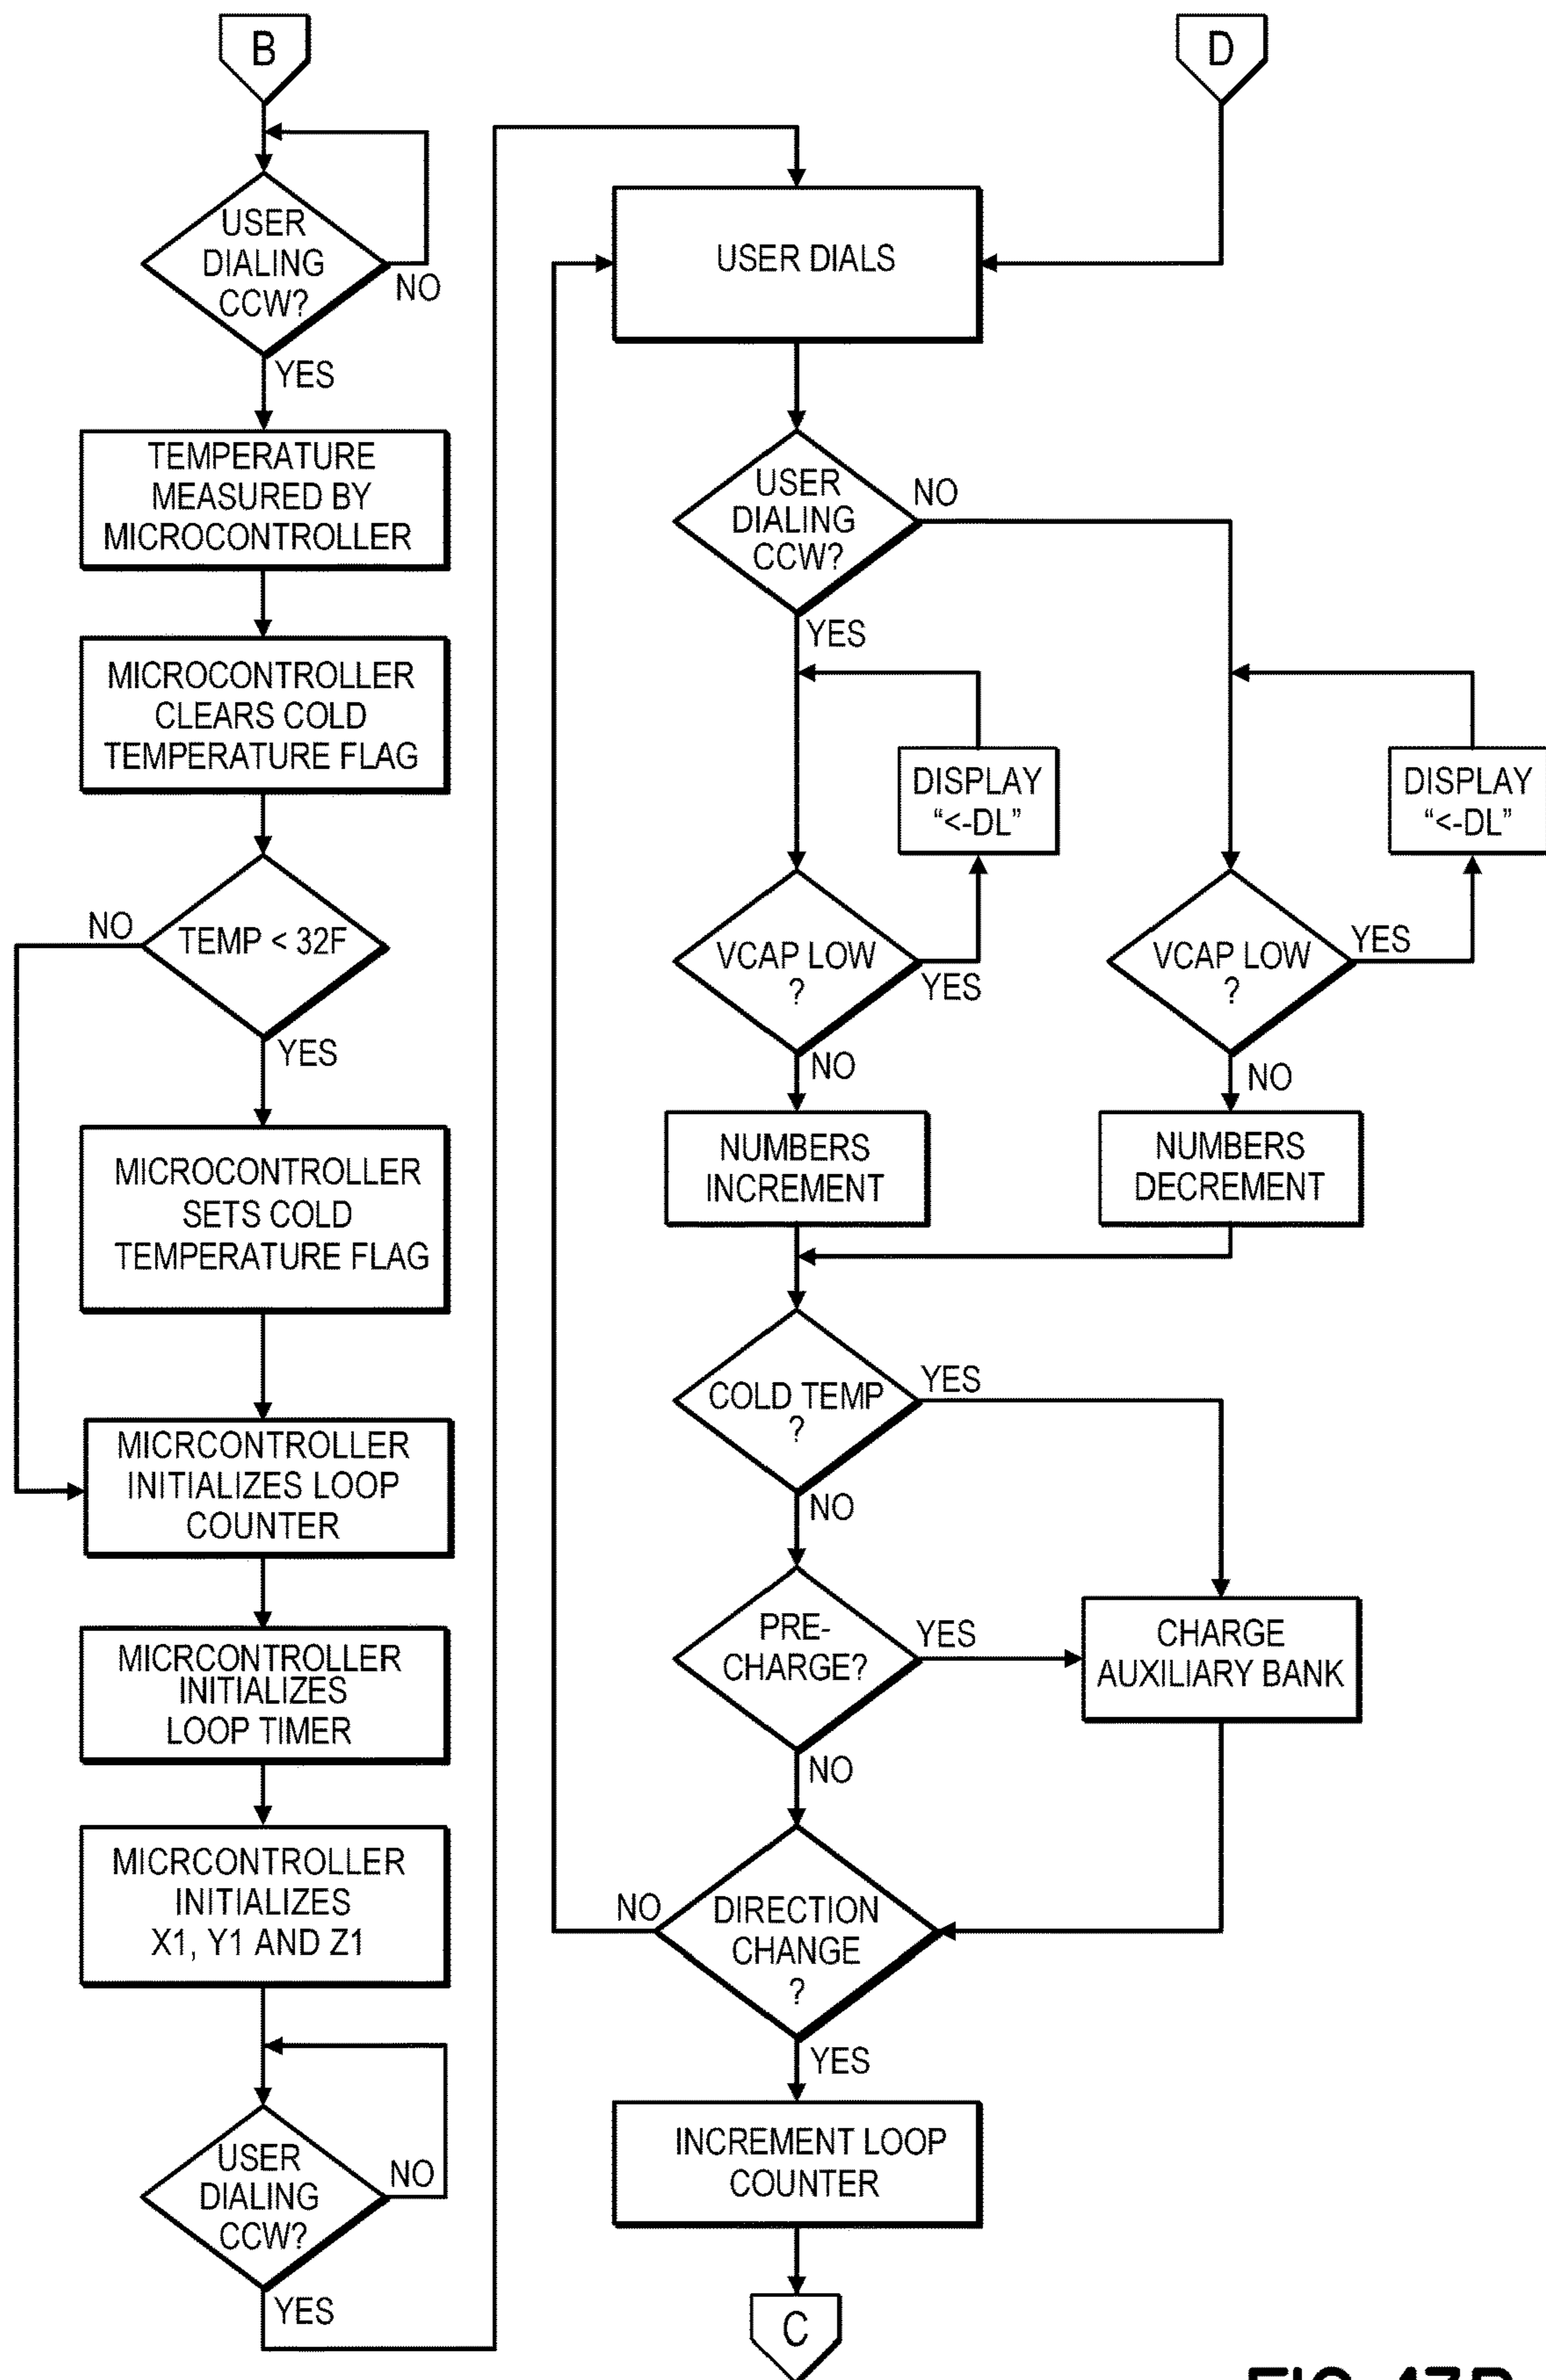 B
USER
DIALING
CCW?
NO
YES
TEMPERATURE
MEASURED BY
MICROCONTROLLER
MICROCONTROLLER
CLEARS COLD
TEMPERATURE FLAG
NO
TEMP < 32F
YES
MICROCONTROLLER
SETS COLD
TEMPERATURE FLAG
MICRCONTROLLER
INITIALIZES LOOP
COUNTER
MICRCONTROLLER
INITIALIZES
LOOP TIMER
MICRCONTROLLER
INITIALIZES
X1, Y1 AND Z1
USER
DIALING
CCW?
NO
YES
D
USER DIALS
USER
DIALING
CCW?
NO
YES
DISPLAY
“<-DL”
DISPLAY
“<-DL”
VCAP LOW
?
YES
NO
VCAP LOW
?
YES
NO
NUMBERS
INCREMENT
NUMBERS
DECREMENT
COLD TEMP
?
YES
NO
PRE-
CHARGE?
YES
NO
CHARGE
AUXILIARY BANK
NO
DIRECTION
CHANGE
?
YES
INCREMENT LOOP
COUNTER
C